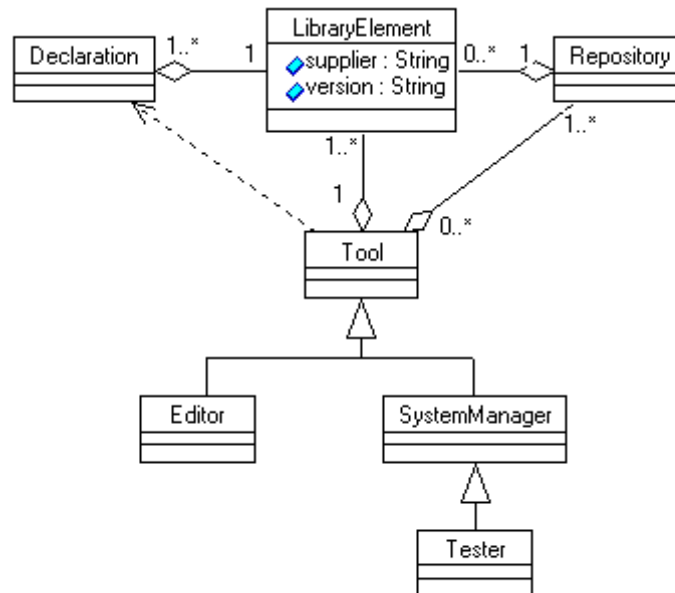 LibraryElement
supplier : String
version : String
Declaration
1..*
1
0..*
1
Repository
1..*
1
1..*
0..*
Tool
Editor
SystemManager
Tester